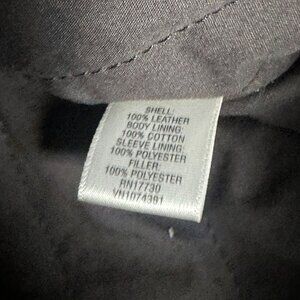 SHELL:
100% LEATHER
BODY LINING:
100% COTTON
SLEEVE LINING:
100% POLYESTER
FILLER:
100% POLYESTER
RN17730
VN1074391